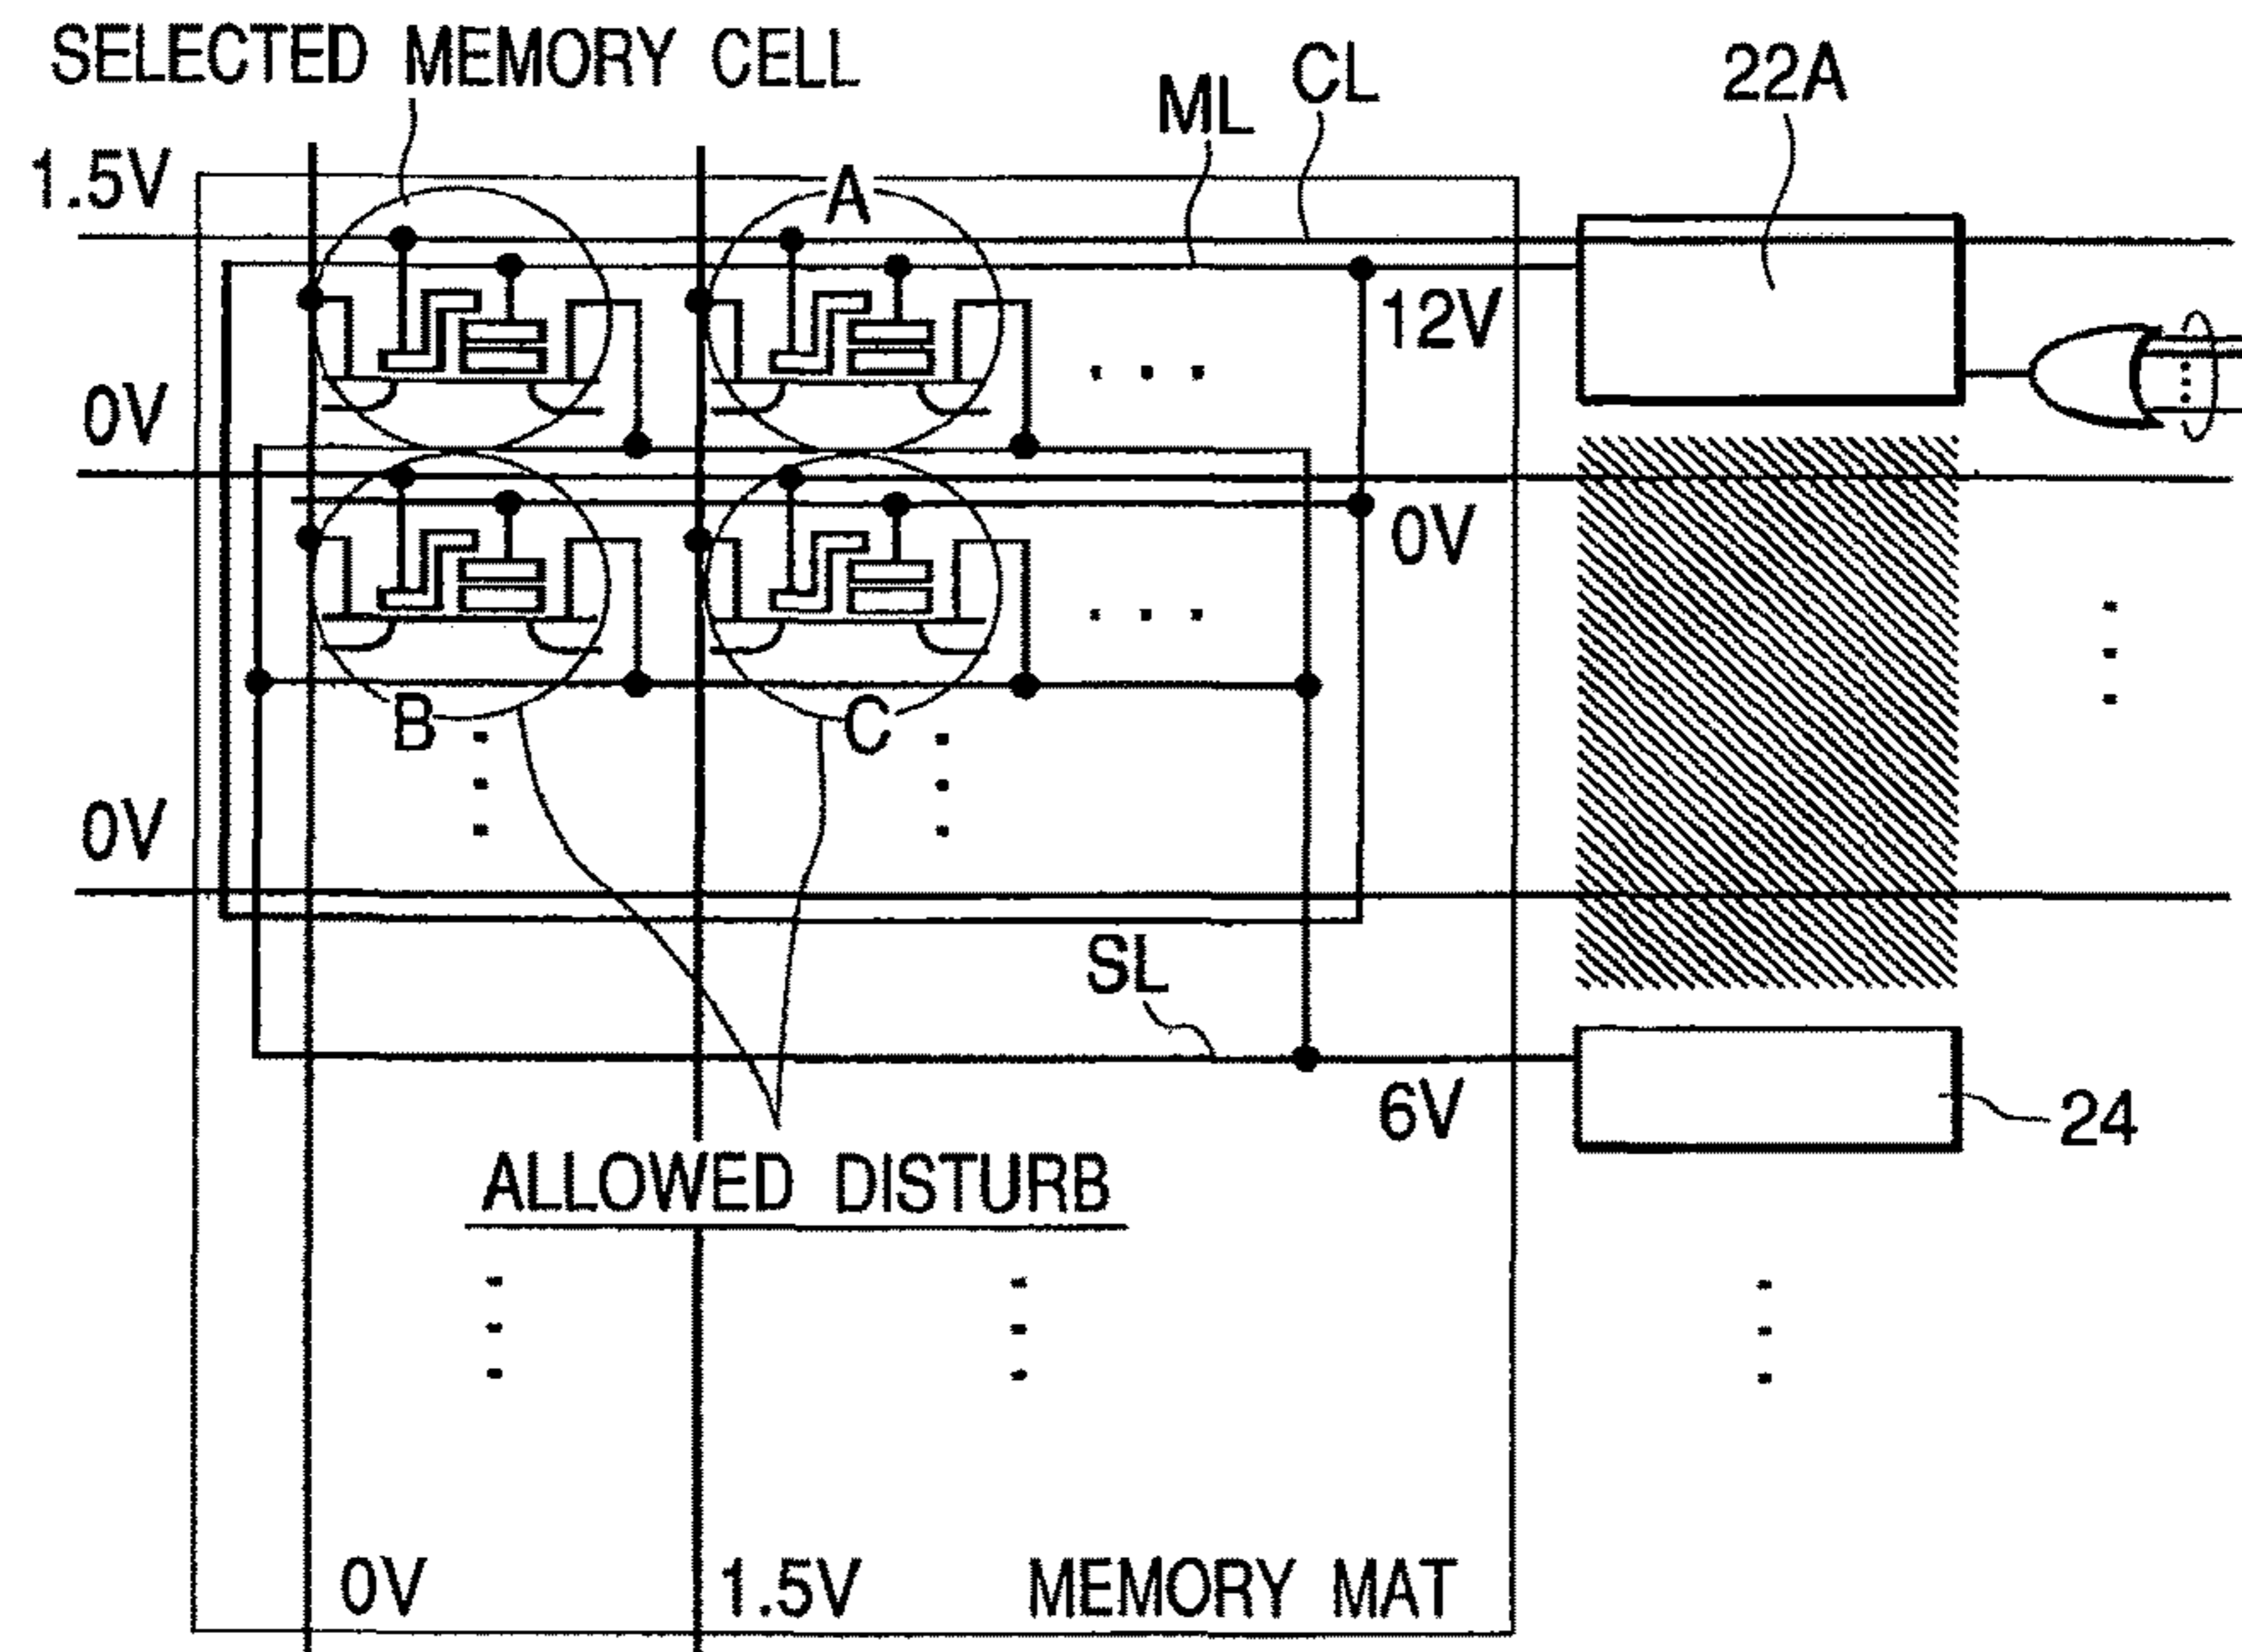 SELECTED MEMORY CELL
ML
CL
22A
1.5V
A
12V
0V
0V
B
C
0V
SL
6V
24
ALLOWED DISTURB
0V
1.5V
MEMORY MAT